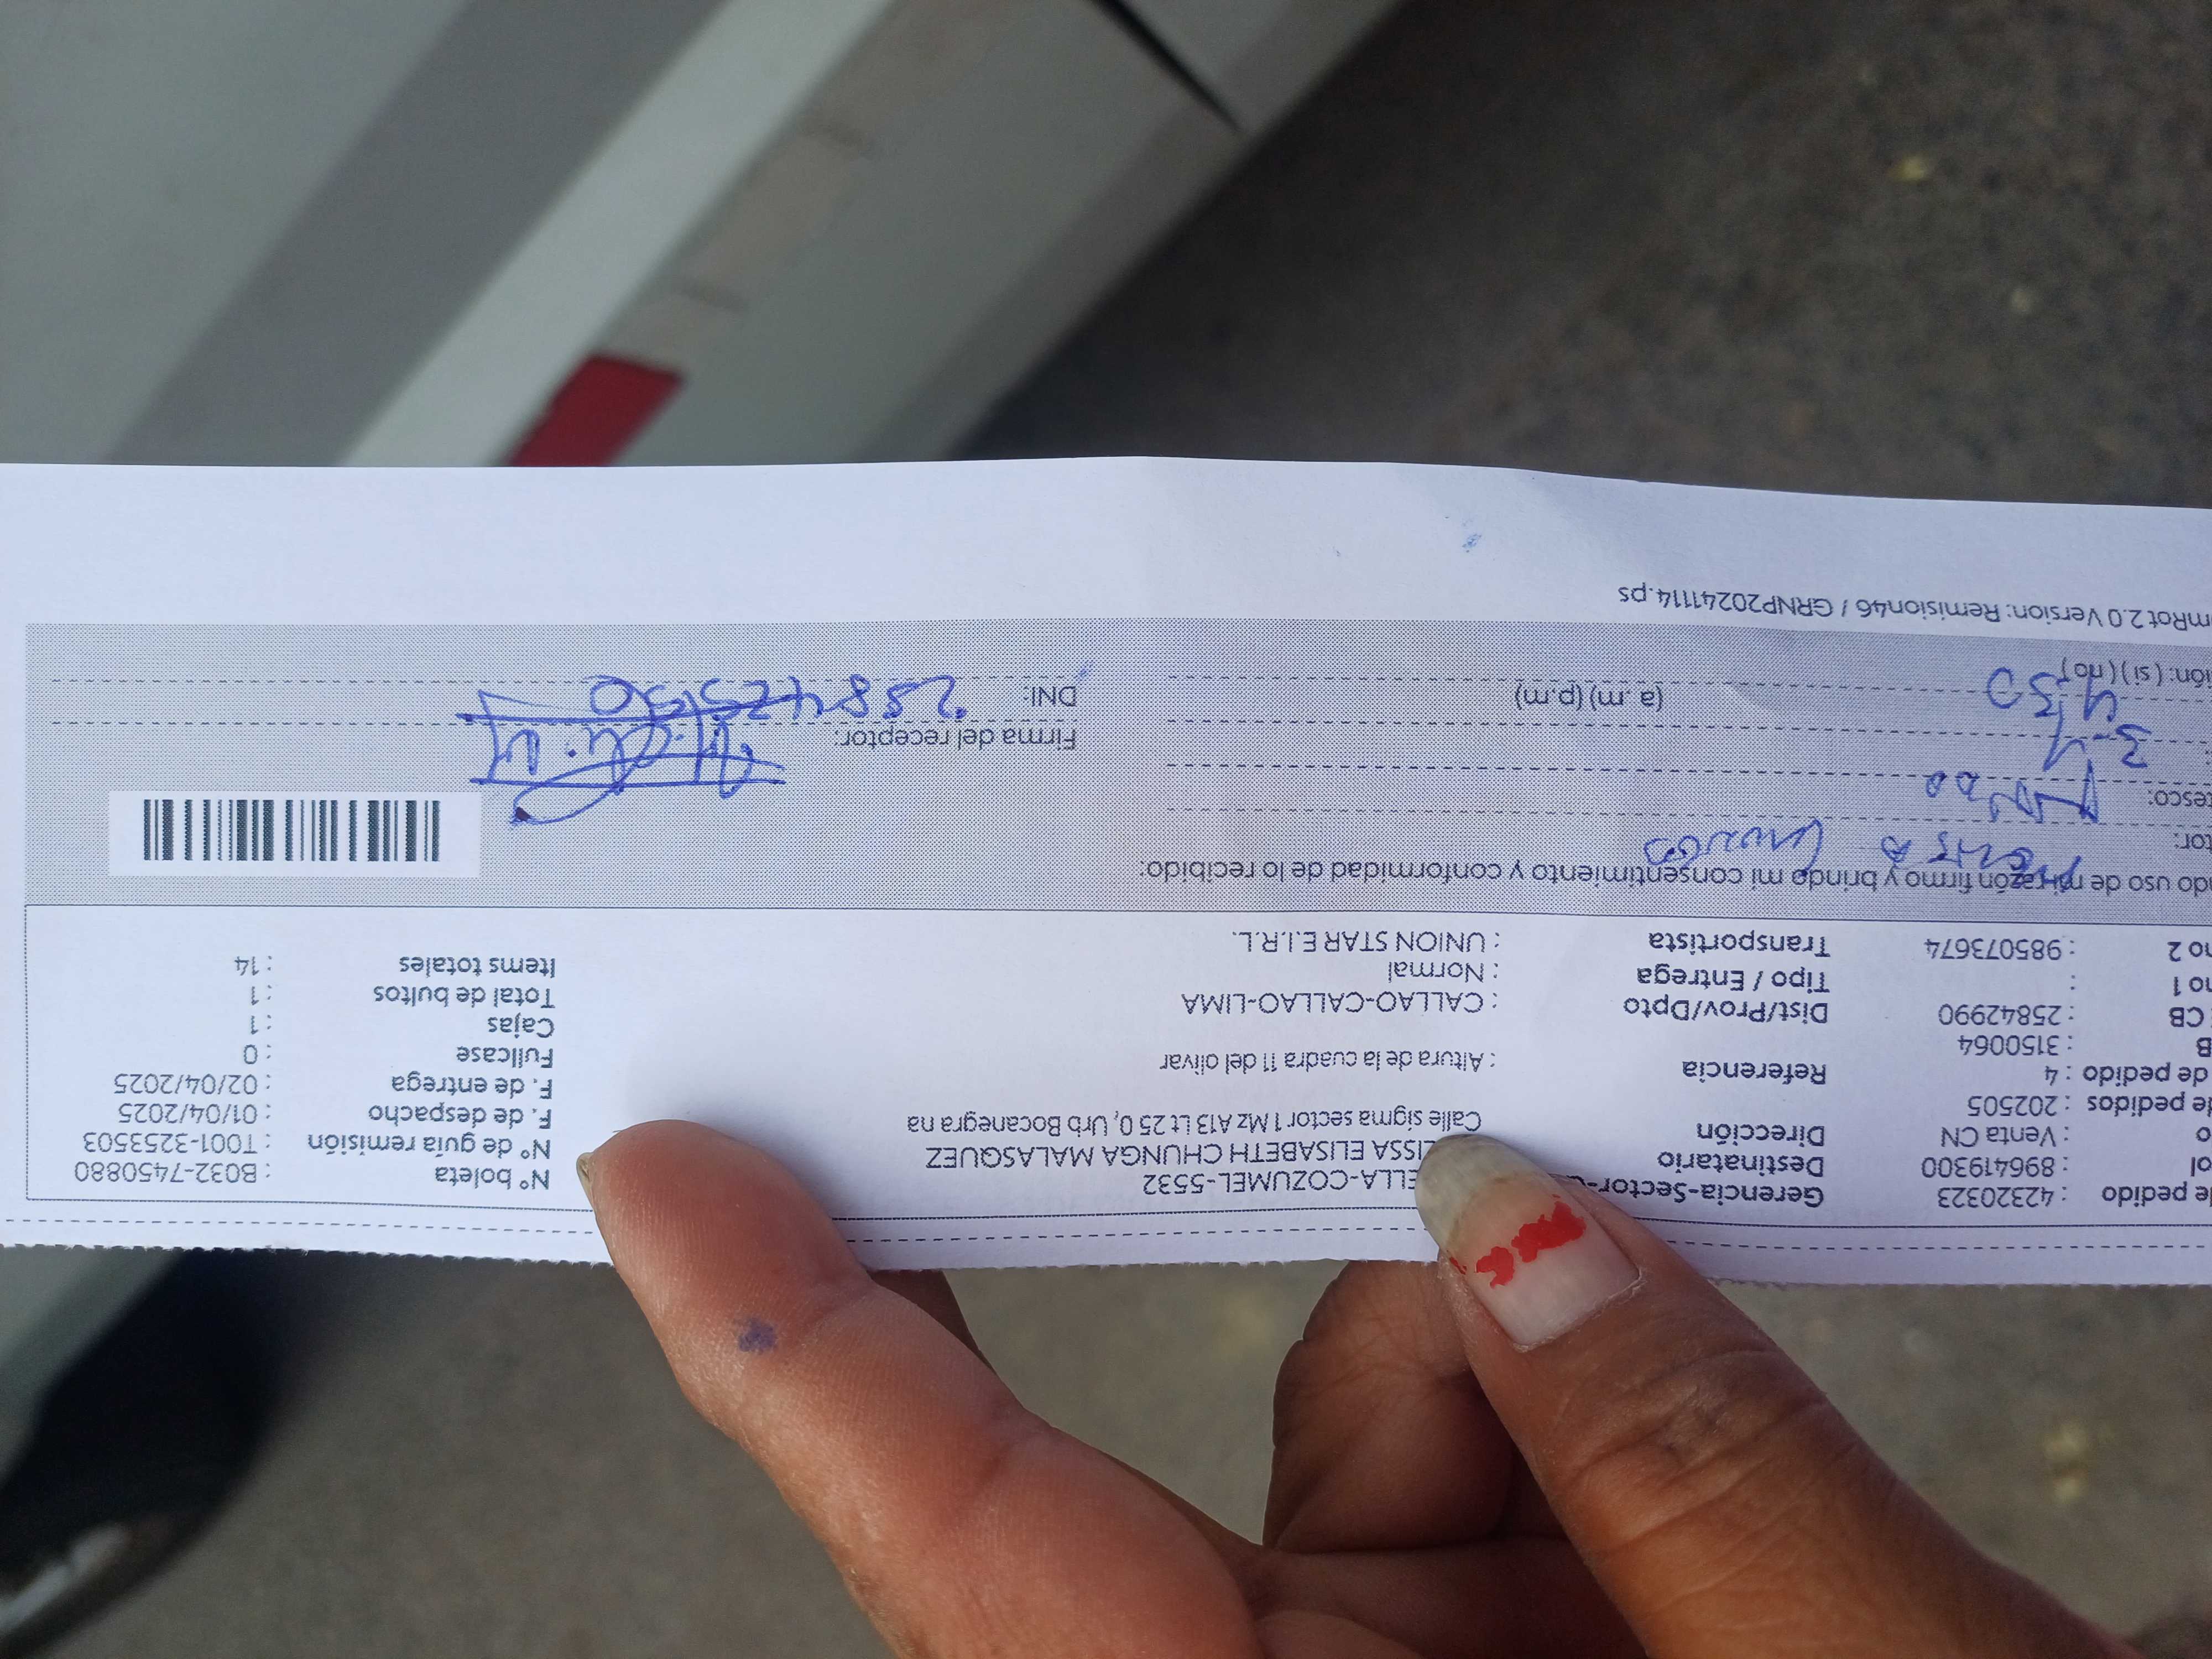 de pedido : 42320323 Gerencia-Sector-
ELLA-COZUMEL-5532 Nº boleta : B032-7450880
: 896419300 Destinatario LISSA ELISABETH CHUNGA MALASQUEZ Nº de guía remisión : T001-3253503
: Venta CN Dirección Calle sigma sector 1 Mz A13 Lt 25 0, Urb Bocanegra na F. de despacho : 01/04/2025
de pedidos : 202505 F. de entrega : 02/04/2025
de pedido : 4 Referencia : Altura de la cuadra 11 del olivar Fullcase : 0
B : 3150064 Cajas : 1
CB : 25842990 Dist/Prov/Dpto : CALLAO-CALLAO-LIMA Total de bultos : 1
no 1 : Tipo / Entrega : Normal Items totales : 14
no 2 : 985073674 Transportista : UNION STAR E.I.R.L.
do uso de mi razón firmo y brindo mi consentimiento y conformidad de lo recibido:
tor:
tesco:
: 3-4 Firma del receptor:
4:30 (a. m) (p.m) DNI:
ión: ( si ) ( no )
mRot 2.0 Version: Remision46 / GRNP20241114.ps